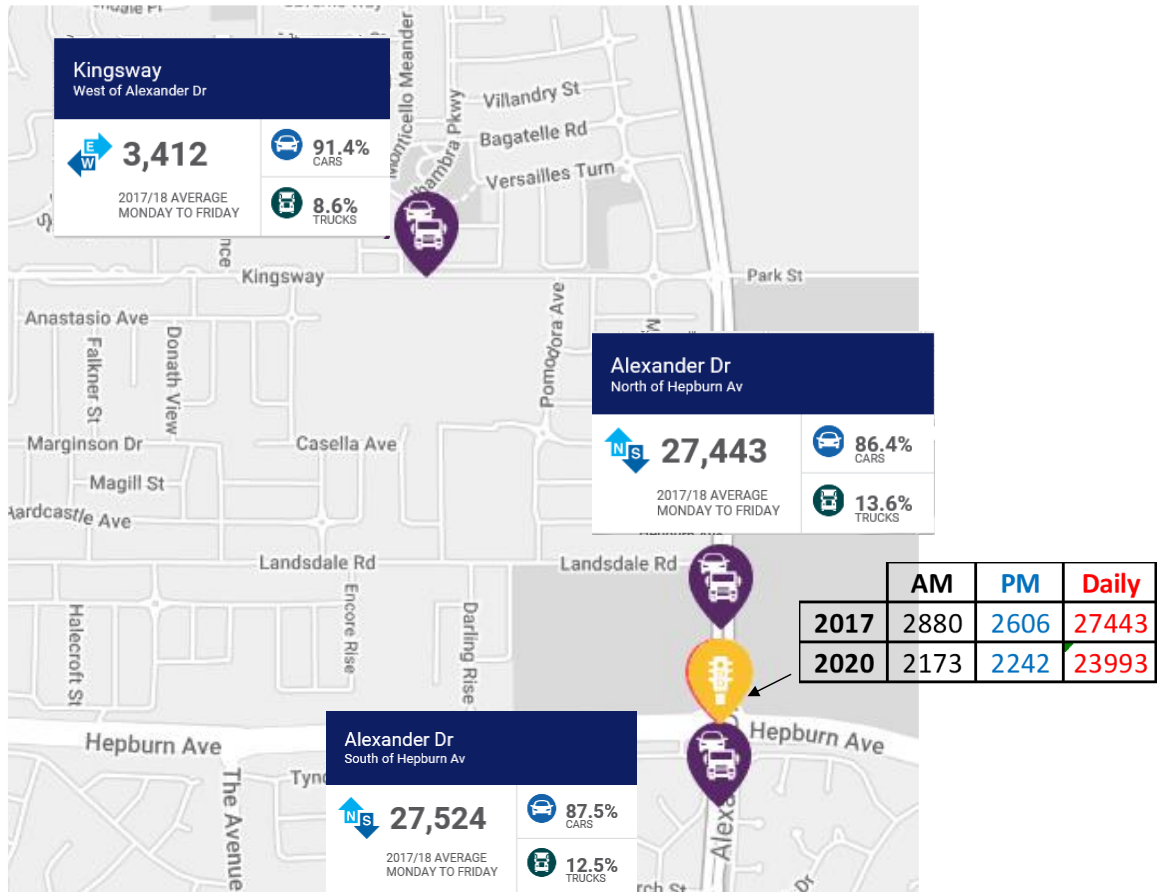 Villandry St
Bagatelle Rd
Versailles Turn
Monticello Meander
Kingsway
West of Alexander Dr
E
W
3,412
2017/18 AVERAGE
MONDAY TO FRIDAY
91.4%
CARS
8.6%
TRUCKS
Kingsway
Park St
Anastasio Ave
Falkner St
Donath View
Pomodora Ave
Marginson Dr
Casella Ave
Magill St
Alexander Dr
North of Hepburn Av
N
S
27,443
2017/18 AVERAGE
MONDAY TO FRIDAY
86.4%
CARS
13.6%
TRUCKS
Landsdale Rd
Landsdale Rd
Halecroft St
Encore Rise
Darling Rise
AM PM Daily
2017 2880 2606 27443
2020 2173 2242 23993
Hepburn Ave
Hepburn Ave
The Avenue
Alexander Dr
South of Hepburn Av
N
S
27,524
2017/18 AVERAGE
MONDAY TO FRIDAY
87.5%
CARS
12.5%
TRUCKS
Dr